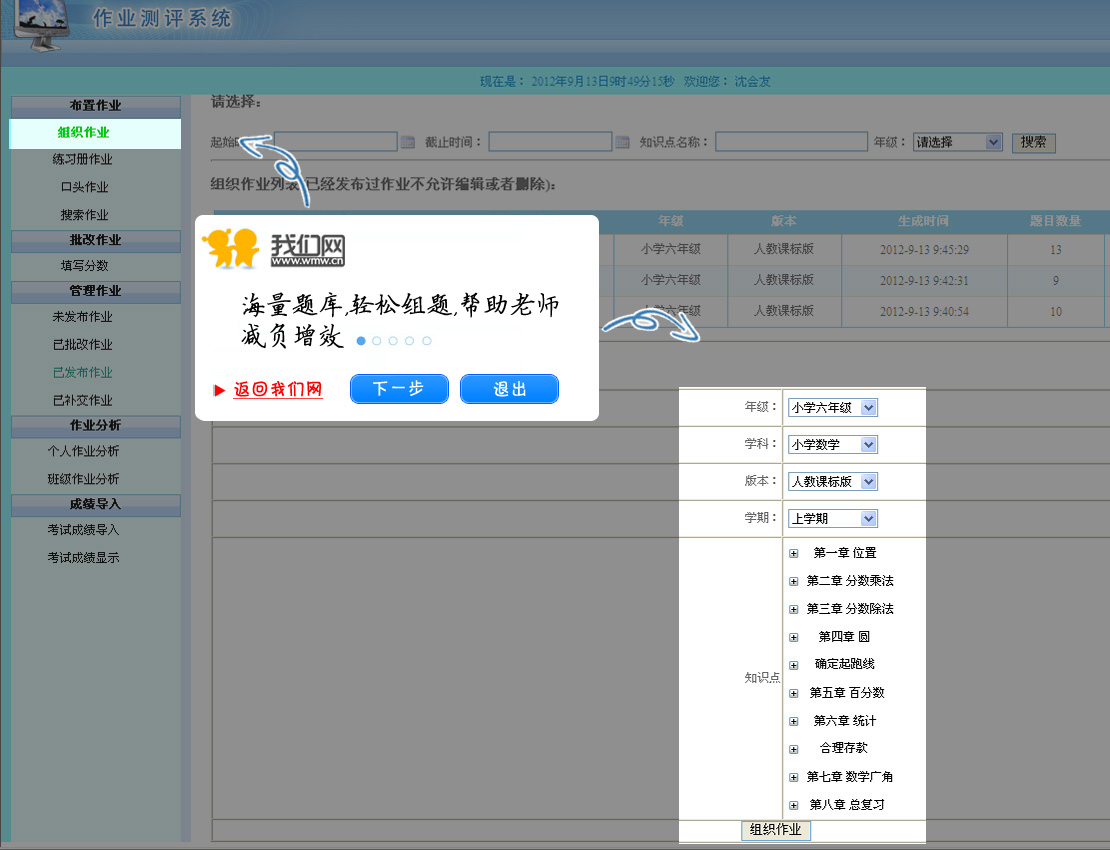 作业测评系统
现在是： 2012年9月13日9时49分15秒 欢迎您： 沈会友
布置作业
组织作业
练习册作业
口头作业
搜索作业
批改作业
填写分数
管理作业
未发布作业
已批改作业
已发布作业
已补交作业
作业分析
个人作业分析
班级作业分析
成绩导入
考试成绩导入
考试成绩显示
请选择：
起始 截止时间： 知识点名称： 年级： 请选择 搜索
组织作业列表(已经发布过作业不允许编辑或者删除)：
年级 版本 生成时间 题目数量
小学六年级 人教课标版 2012-9-13 9:45:29 13
小学六年级 人教课标版 2012-9-13 9:42:31 9
小学六年级 人教课标版 2012-9-13 9:40:54 10
我们网
www.wmw.cn
海量题库,轻松组题,帮助老师
减负增效
返回我们网 下一步 退出
年级： 小学六年级
学科： 小学数学
版本： 人教课标版
学期： 上学期
知识点
第一章 位置
第二章 分数乘法
第三章 分数除法
第四章 圆
确定起跑线
第五章 百分数
第六章 统计
合理存款
第七章 数学广角
第八章 总复习
组织作业